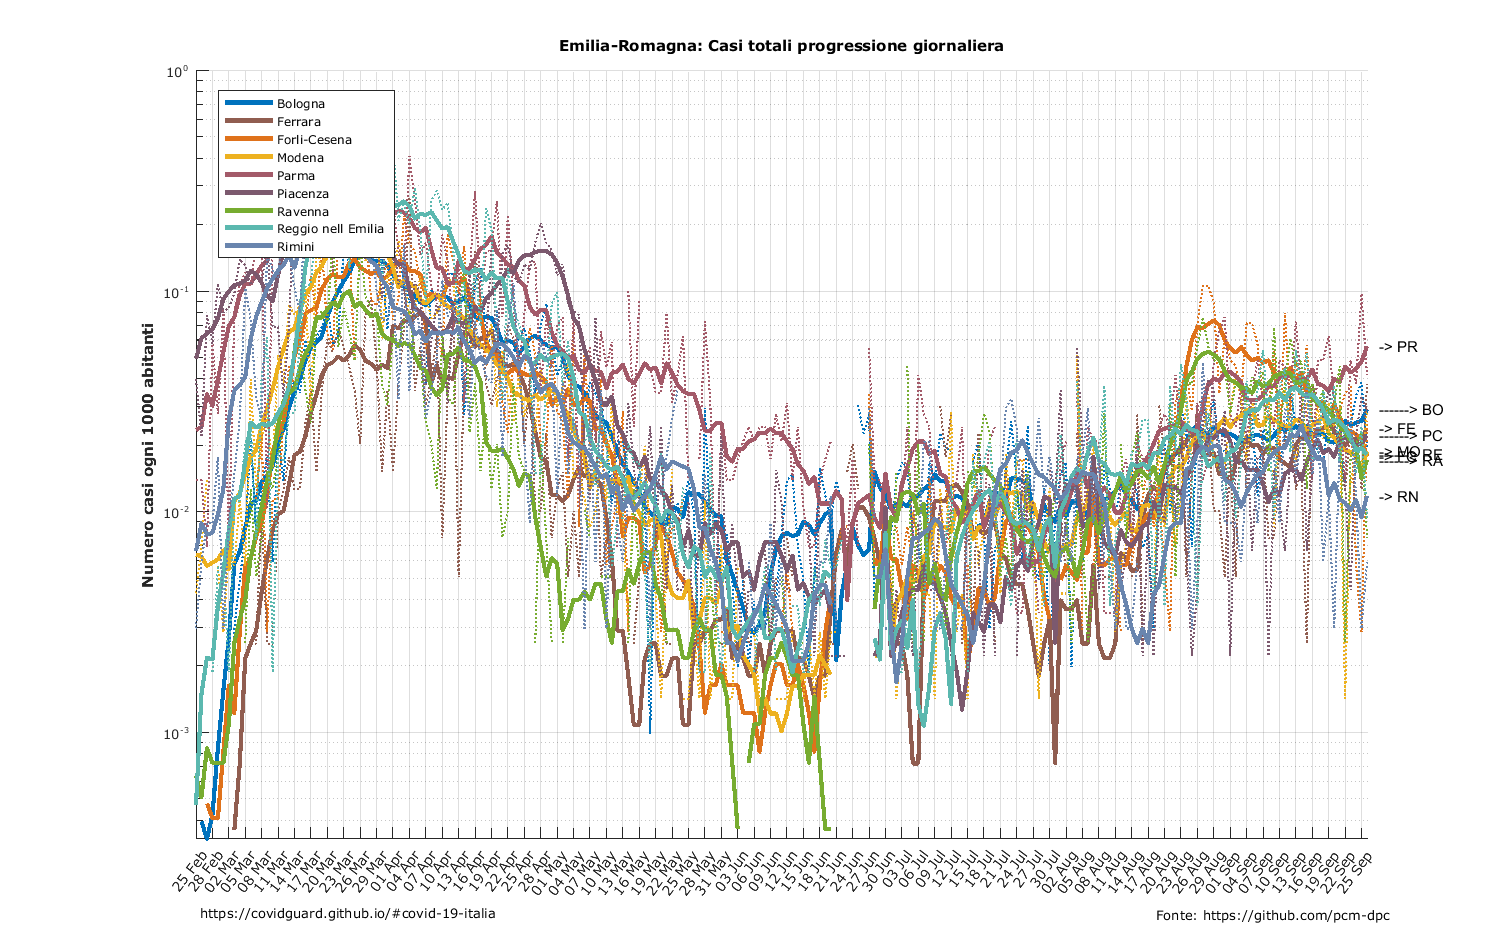 Emilia-Romagna: Casi totali progressione giornaliera
Numero casi ogni 1000 abitanti
10^0
10^-1
10^-2
10^-3
Bologna
Ferrara
Forli-Cesena
Modena
Parma
Piacenza
Ravenna
Reggio nell Emilia
Rimini
-> PR
------> BO
-> FE
------> PC
-> MO
------> RA
-> RN
25 Feb
28 Feb
02 Mar
05 Mar
08 Mar
11 Mar
14 Mar
17 Mar
20 Mar
23 Mar
26 Mar
29 Mar
01 Apr
04 Apr
07 Apr
10 Apr
13 Apr
16 Apr
19 Apr
22 Apr
25 Apr
28 Apr
01 May
04 May
07 May
10 May
13 May
16 May
19 May
22 May
25 May
28 May
31 May
03 Jun
06 Jun
09 Jun
12 Jun
15 Jun
18 Jun
21 Jun
24 Jun
27 Jun
30 Jun
03 Jul
06 Jul
09 Jul
12 Jul
15 Jul
18 Jul
21 Jul
24 Jul
27 Jul
30 Jul
02 Aug
05 Aug
08 Aug
11 Aug
14 Aug
17 Aug
20 Aug
23 Aug
26 Aug
29 Aug
01 Sep
04 Sep
07 Sep
10 Sep
13 Sep
16 Sep
19 Sep
22 Sep
25 Sep
https://covidguard.github.io/#covid-19-italia
Fonte: https://github.com/pcm-dpc